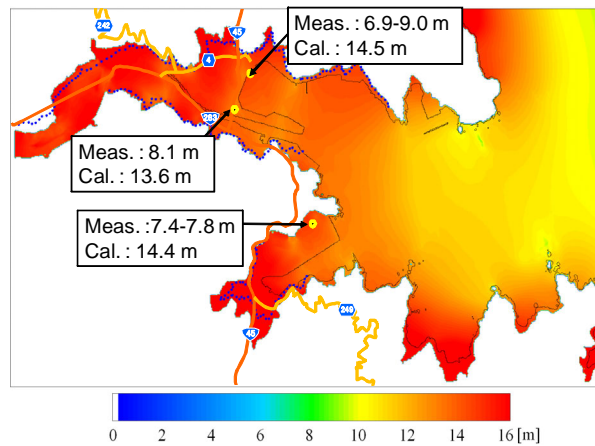 242
45
Meas. : 6.9-9.0 m
Cal. : 14.5 m
4
283
Meas. : 8.1 m
Cal. : 13.6 m
Meas. :7.4-7.8 m
Cal. : 14.4 m
249
45
0 2 4 6 8 10 12 14 16 [m]